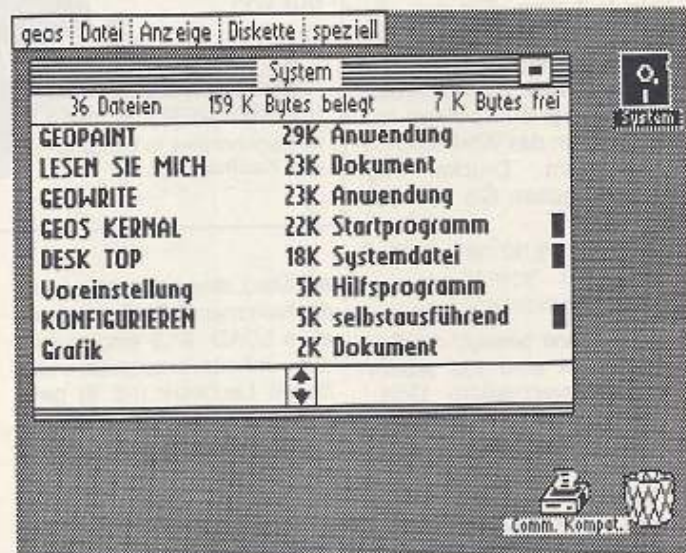 geos Datei Anzeige Diskette speziell
System
36 Dateien 159 K Bytes belegt 7 K Bytes frei
GEOPAINT 29K Anwendung
LESEN SIE MICH 23K Dokument
GEOWRITE 23K Anwendung
GEOS KERNAL 22K Startprogramm
DESK TOP 18K Systemdatei
Voreinstellung 5K Hilfsprogramm
KONFIGURIEREN 5K selbstausführend
Grafik 2K Dokument
System
Comm. Kompat.